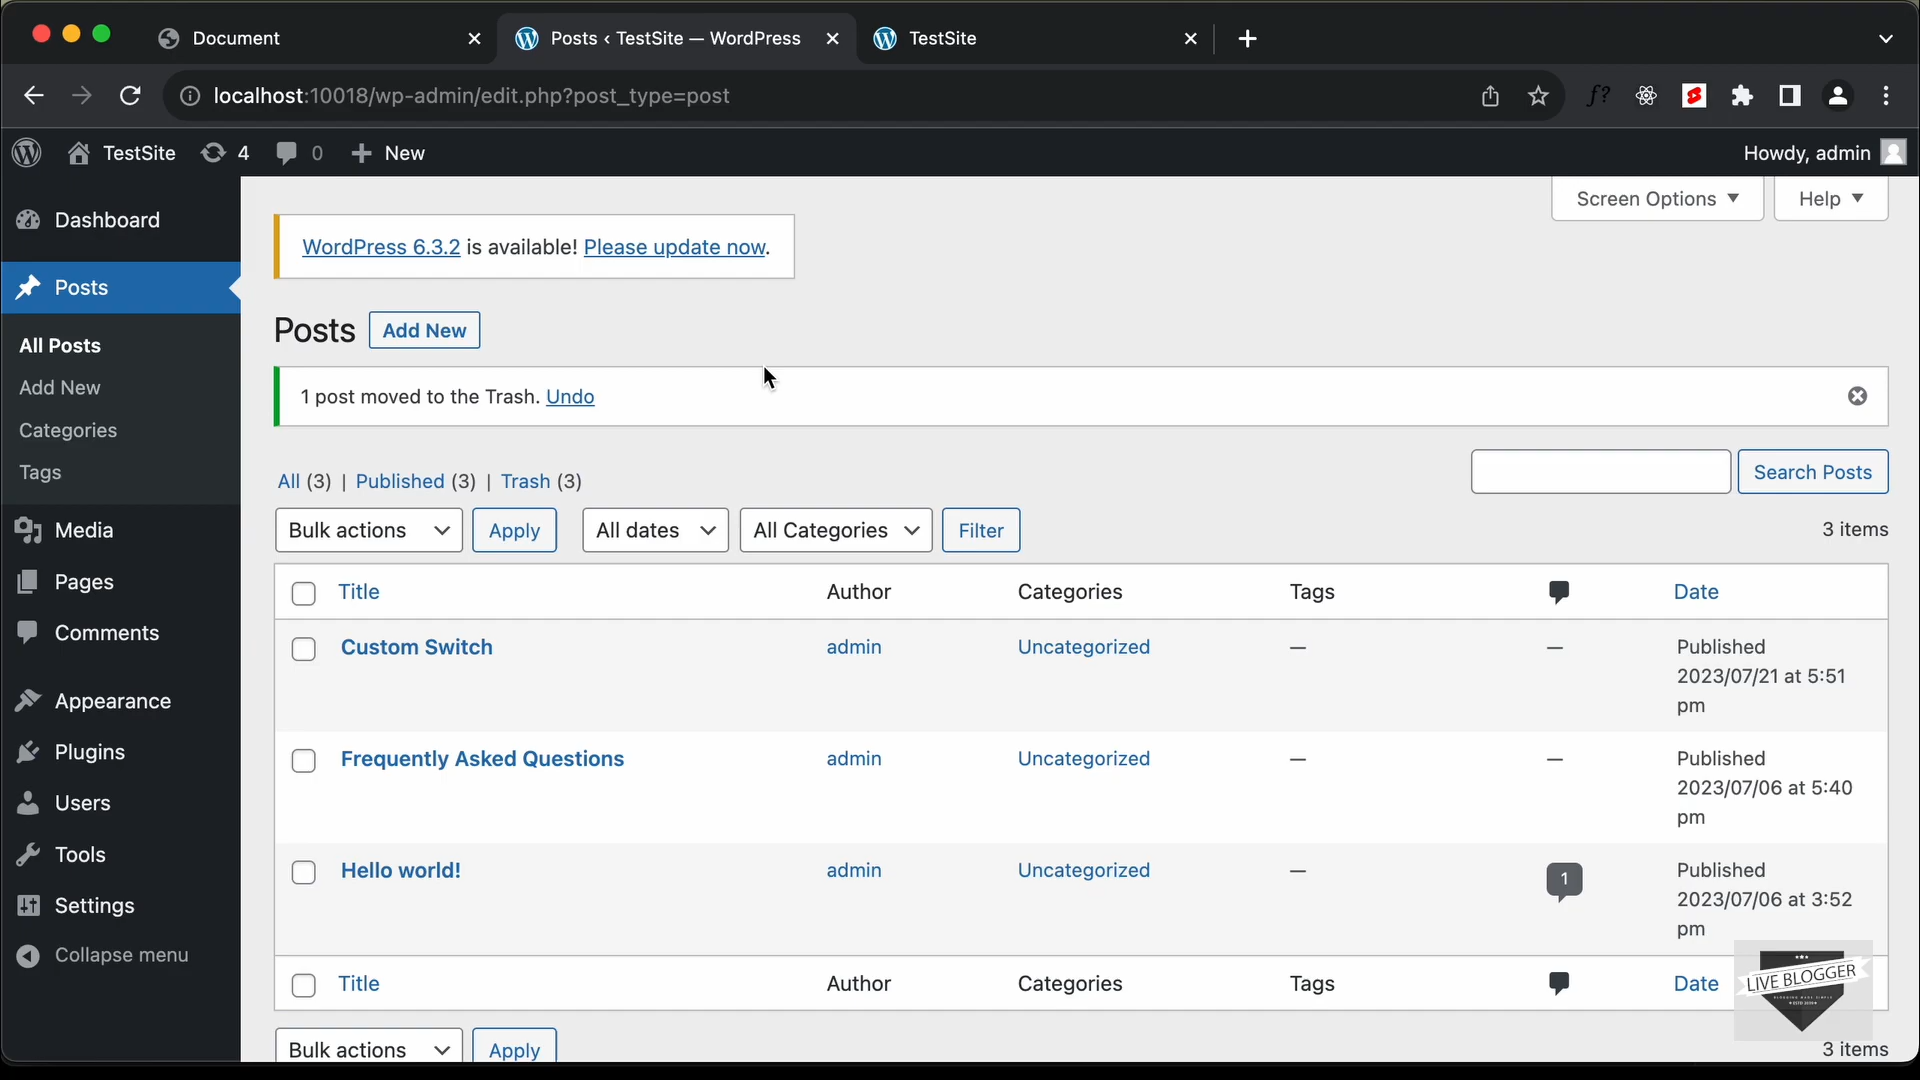 Document
Posts ‹ TestSite — WordPress
TestSite
localhost:10018/wp-admin/edit.php?post_type=post
TestSite
4
0
New
Howdy, admin
Dashboard
Posts
All Posts
Add New
Categories
Tags
Media
Pages
Comments
Appearance
Plugins
Users
Tools
Settings
Collapse menu
Screen Options
Help
WordPress 6.3.2 is available! Please update now.
Posts
Add New
1 post moved to the Trash. Undo
All (3) | Published (3) | Trash (3)
Search Posts
Bulk actions
Apply
All dates
All Categories
Filter
3 items
Title Author Categories Tags Date
Custom Switch admin Uncategorized — — Published
2023/07/21 at 5:51
pm
Frequently Asked Questions admin Uncategorized — — Published
2023/07/06 at 5:40
pm
Hello world! admin Uncategorized — 1 Published
2023/07/06 at 3:52
pm
Title Author Categories Tags Date
LIVE BLOGGER
Bulk actions
Apply
3 items